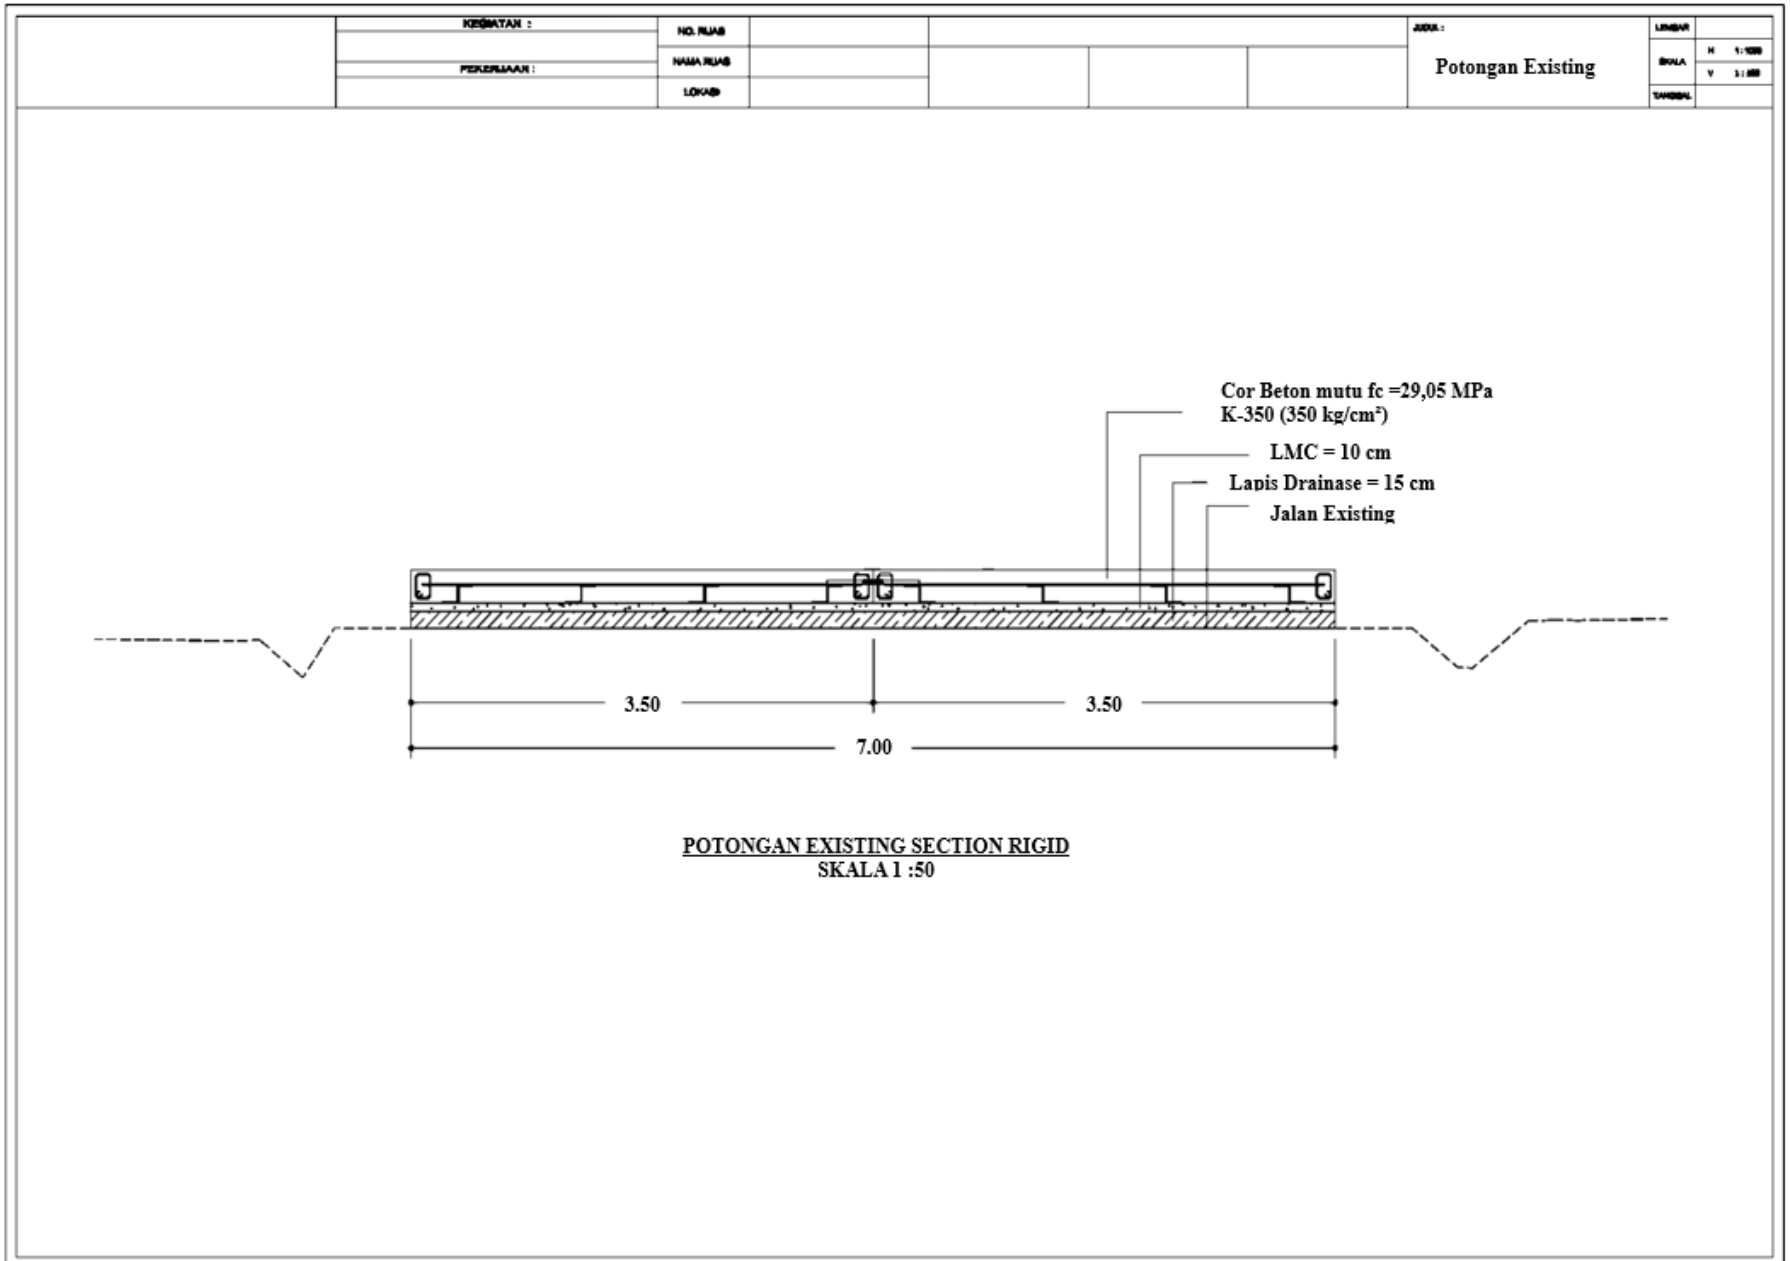 KEGIATAN :
PEKERJAAN :
NO. RUAS
NAMA RUAS
LOKASI
JUDUL :
Potongan Existing
LEMBAR
SKALA
H
V
TANGGAL
Cor Beton mutu fc =29,05 MPa
K-350 (350 kg/cm²)
LMC = 10 cm
Lapis Drainase = 15 cm
Jalan Existing
3.50
3.50
7.00
POTONGAN EXISTING SECTION RIGID
SKALA 1 :50